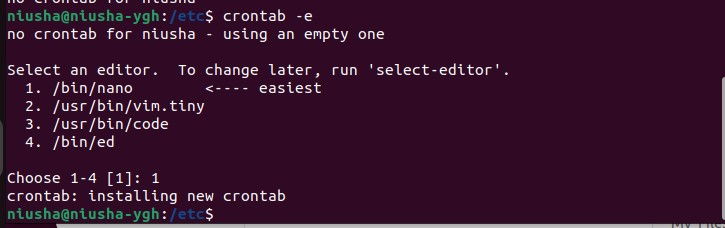 no crontab for niusha
niusha@niusha-ygh:/etc$ crontab -e
no crontab for niusha - using an empty one
Select an editor.  To change later, run 'select-editor'.
  1. /bin/nano        <---- easiest
  2. /usr/bin/vim.tiny
  3. /usr/bin/code
  4. /bin/ed
Choose 1-4 [1]: 1
crontab: installing new crontab
niusha@niusha-ygh:/etc$